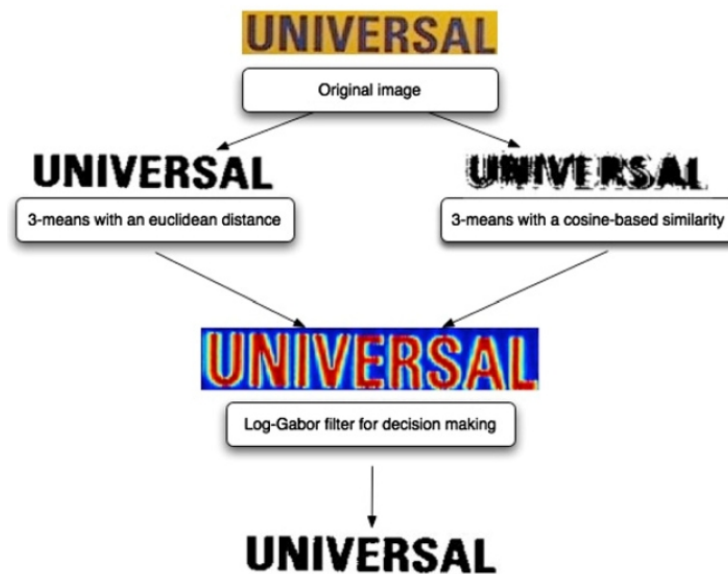 UNIVERSAL
Original image
UNIVERSAL
UNIVERSAL
3-means with an euclidean distance
3-means with a cosine-based similarity
UNIVERSAL
Log-Gabor filter for decision making
UNIVERSAL